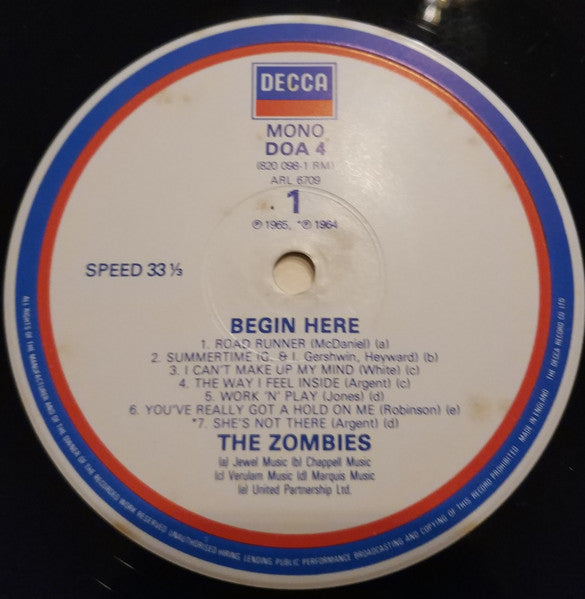 DECCA
MONO
DOA 4
(820 098-1 RM)
ARL 6709
1
℗ 1965, *℗ 1964
SPEED 33 ⅓
BEGIN HERE
1. ROAD RUNNER (McDaniel) (a)
2. SUMMERTIME (G. & I. Gershwin, Heyward) (b)
3. I CAN'T MAKE UP MY MIND (White) (c)
4. THE WAY I FEEL INSIDE (Argent) (c)
5. WORK 'N' PLAY (Jones) (d)
6. YOU'VE REALLY GOT A HOLD ON ME (Robinson) (e)
*7. SHE'S NOT THERE (Argent) (d)
THE ZOMBIES
(a) Jewel Music (b) Chappell Music
(c) Verulam Music (d) Marquis Music
(e) United Partnership Ltd.
ALL RIGHTS OF THE MANUFACTURER AND OF THE OWNER OF THE RECORDED WORK RESERVED UNAUTHORISED HIRING, LENDING, PUBLIC PERFORMANCE BROADCASTING AND COPYING OF THIS RECORD PROHIBITED. MADE IN ENGLAND. THE DECCA RECORD CO LTD